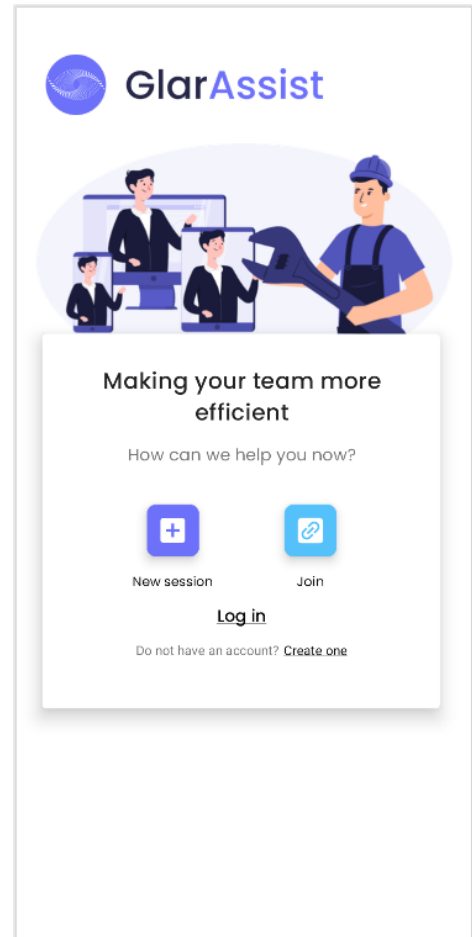 GlarAssist
Making your team more
efficient
How can we help you now?
New session
Join
Log in
Do not have an account? Create one